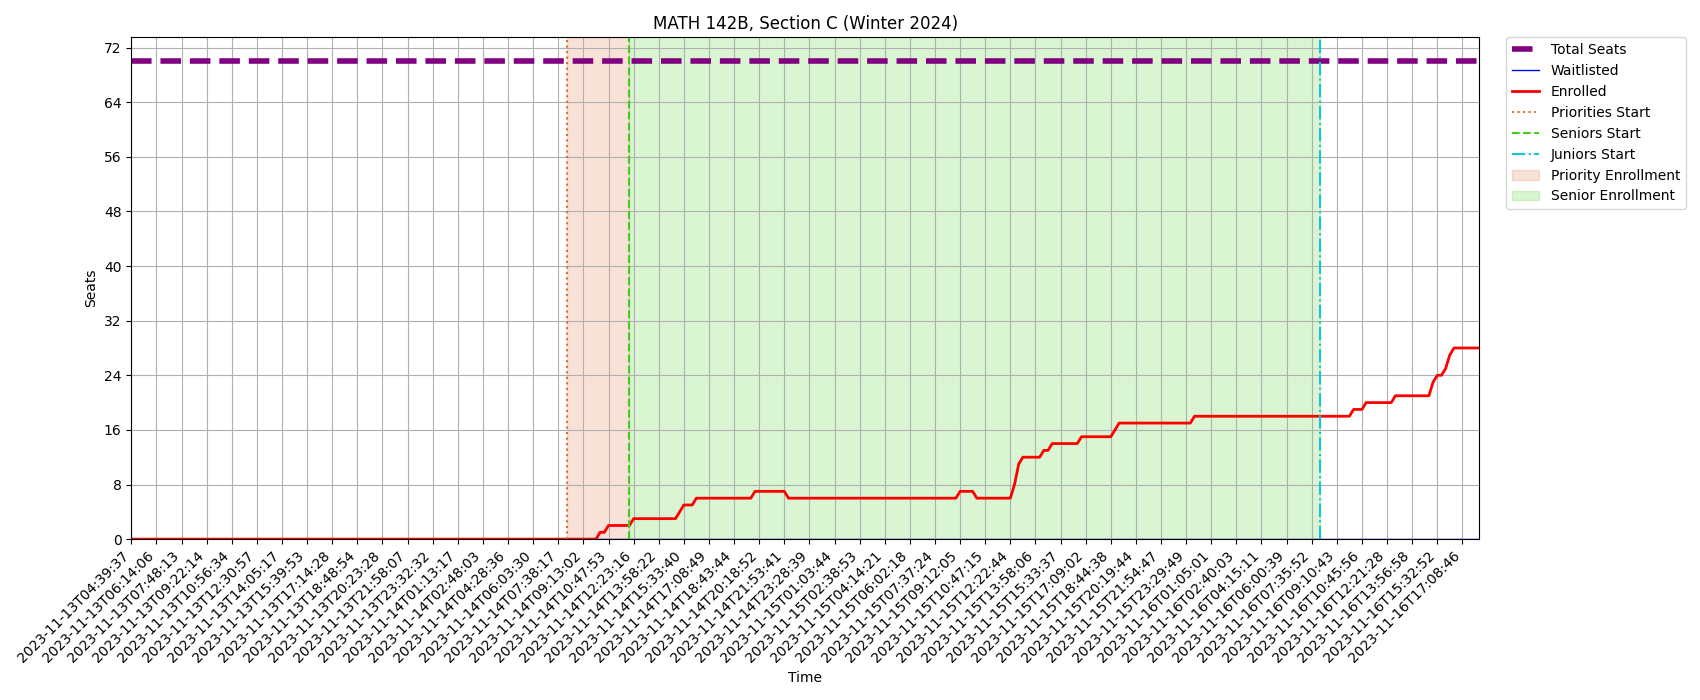 MATH 142B, Section C (Winter 2024)
72
64
56
48
40
32
24
16
8
0
Seats
2023-11-13T04:39:37
2023-11-13T06:14:06
2023-11-13T07:48:13
2023-11-13T09:22:14
2023-11-13T10:56:34
2023-11-13T12:30:57
2023-11-13T14:05:17
2023-11-13T15:39:53
2023-11-13T17:14:28
2023-11-13T18:48:54
2023-11-13T20:23:28
2023-11-13T21:58:07
2023-11-13T23:32:32
2023-11-14T01:13:17
2023-11-14T02:48:03
2023-11-14T04:28:36
2023-11-14T06:03:30
2023-11-14T07:38:17
2023-11-14T09:13:02
2023-11-14T10:47:53
2023-11-14T12:23:16
2023-11-14T13:58:22
2023-11-14T15:33:40
2023-11-14T17:08:49
2023-11-14T18:43:44
2023-11-14T20:18:52
2023-11-14T21:53:41
2023-11-14T23:28:39
2023-11-15T01:03:44
2023-11-15T02:38:53
2023-11-15T04:14:21
2023-11-15T06:02:18
2023-11-15T07:37:24
2023-11-15T09:12:05
2023-11-15T10:47:15
2023-11-15T12:22:44
2023-11-15T13:58:06
2023-11-15T15:33:37
2023-11-15T17:09:02
2023-11-15T18:44:38
2023-11-15T20:19:44
2023-11-15T21:54:47
2023-11-15T23:29:49
2023-11-16T01:05:01
2023-11-16T02:40:03
2023-11-16T04:15:11
2023-11-16T06:00:39
2023-11-16T07:35:52
2023-11-16T09:10:43
2023-11-16T10:45:56
2023-11-16T12:21:28
2023-11-16T13:56:58
2023-11-16T15:32:52
2023-11-16T17:08:46
Time
Total Seats
Waitlisted
Enrolled
Priorities Start
Seniors Start
Juniors Start
Priority Enrollment
Senior Enrollment